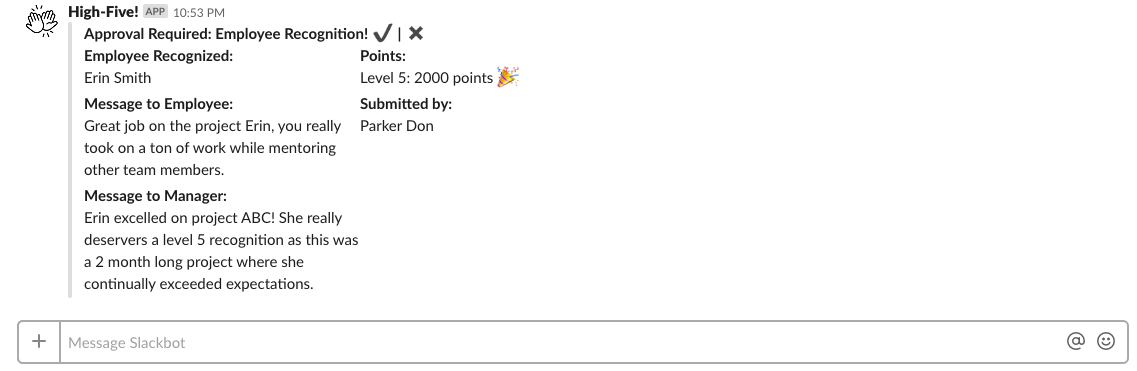 High-Five! APP 10:53 PM
Approval Required: Employee Recognition! ✔ | ✖
Employee Recognized:
Erin Smith
Points:
Level 5: 2000 points 🎉
Message to Employee:
Great job on the project Erin, you really
took on a ton of work while mentoring
other team members.
Submitted by:
Parker Don
Message to Manager:
Erin excelled on project ABC! She really
deservers a level 5 recognition as this was
a 2 month long project where she
continually exceeded expectations.
Message Slackbot